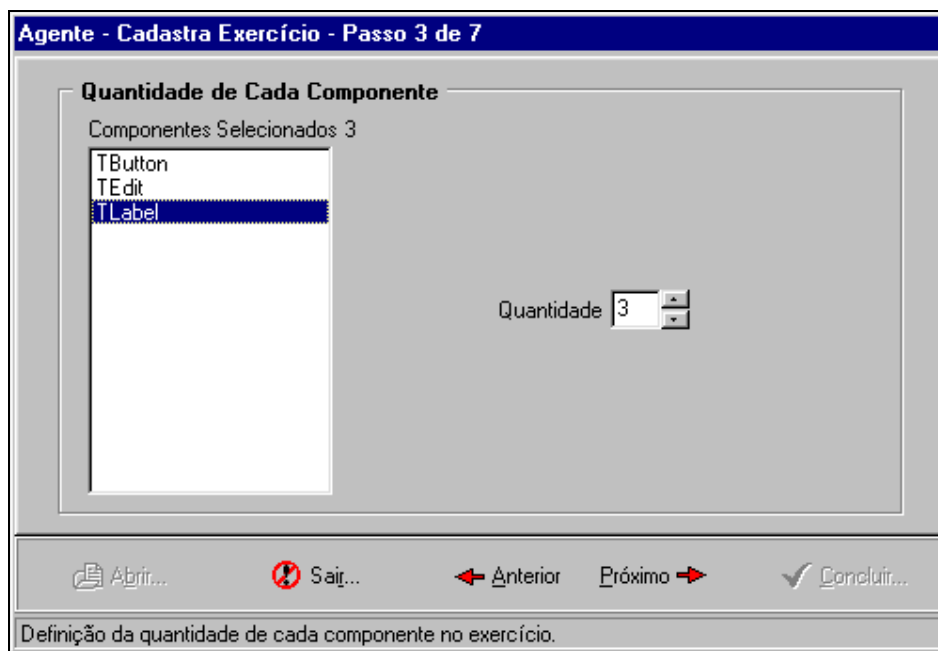 Agente - Cadastra Exercício - Passo 3 de 7
Quantidade de Cada Componente
Componentes Selecionados 3
TButton
TEdit
TLabel
Quantidade 3
Abrir... Sair... Anterior Próximo Concluir...
Definição da quantidade de cada componente no exercício.